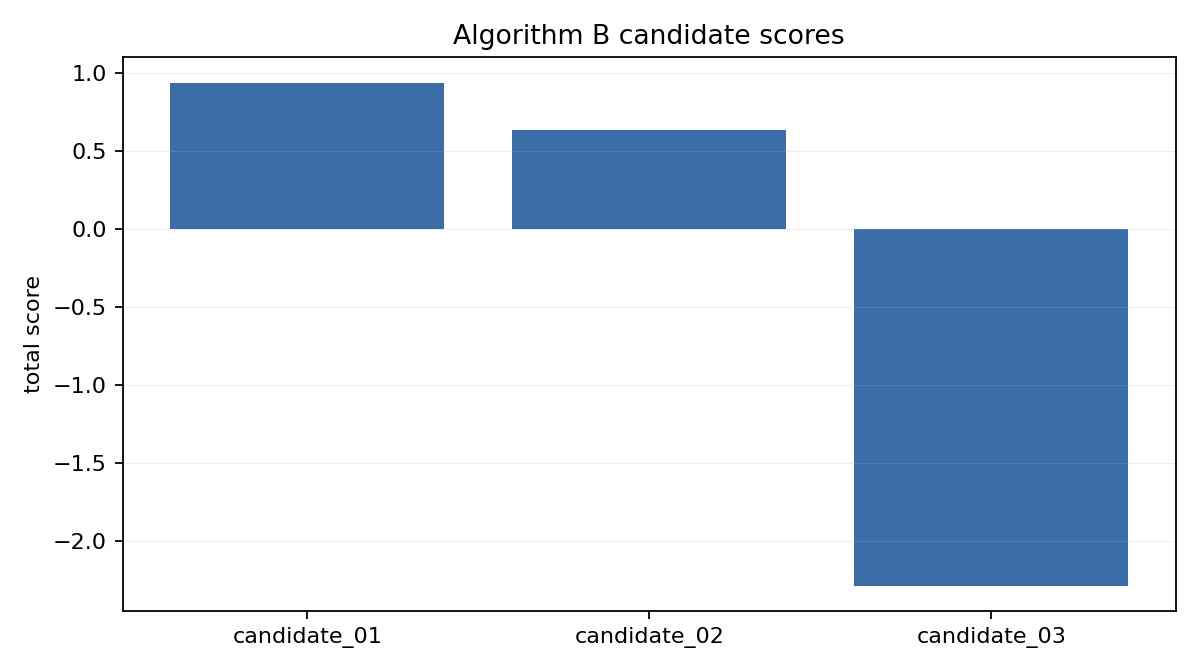 Algorithm B candidate scores
total score
1.0
0.5
0.0
−0.5
−1.0
−1.5
−2.0
candidate_01 candidate_02 candidate_03